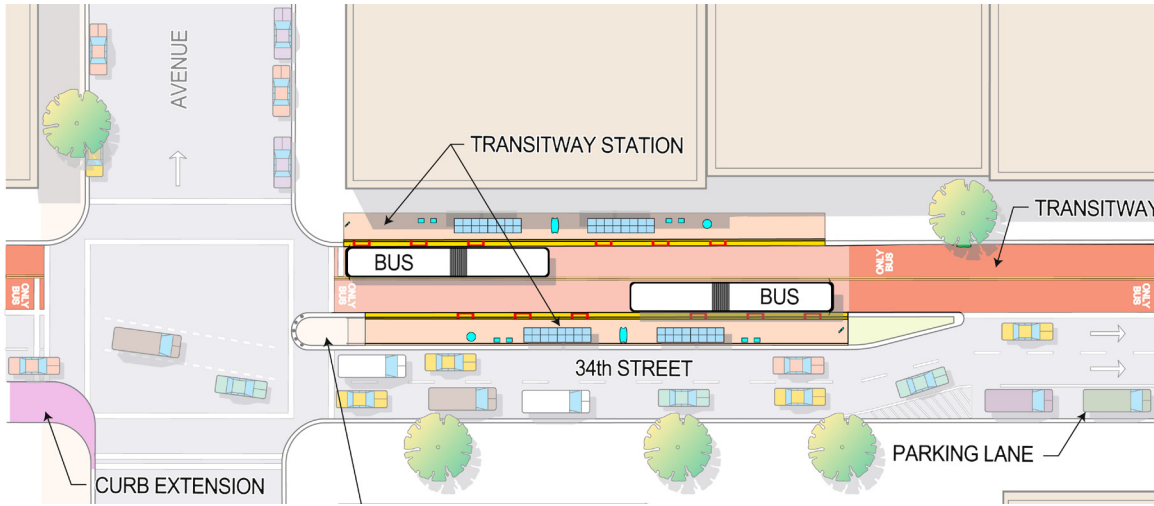 AVENUE
TRANSITWAY STATION
TRANSITWAY
BUS
ONLY
BUS
ONLY
BUS
ONLY
BUS
BUS
ONLY
BUS
34th STREET
PARKING LANE
CURB EXTENSION